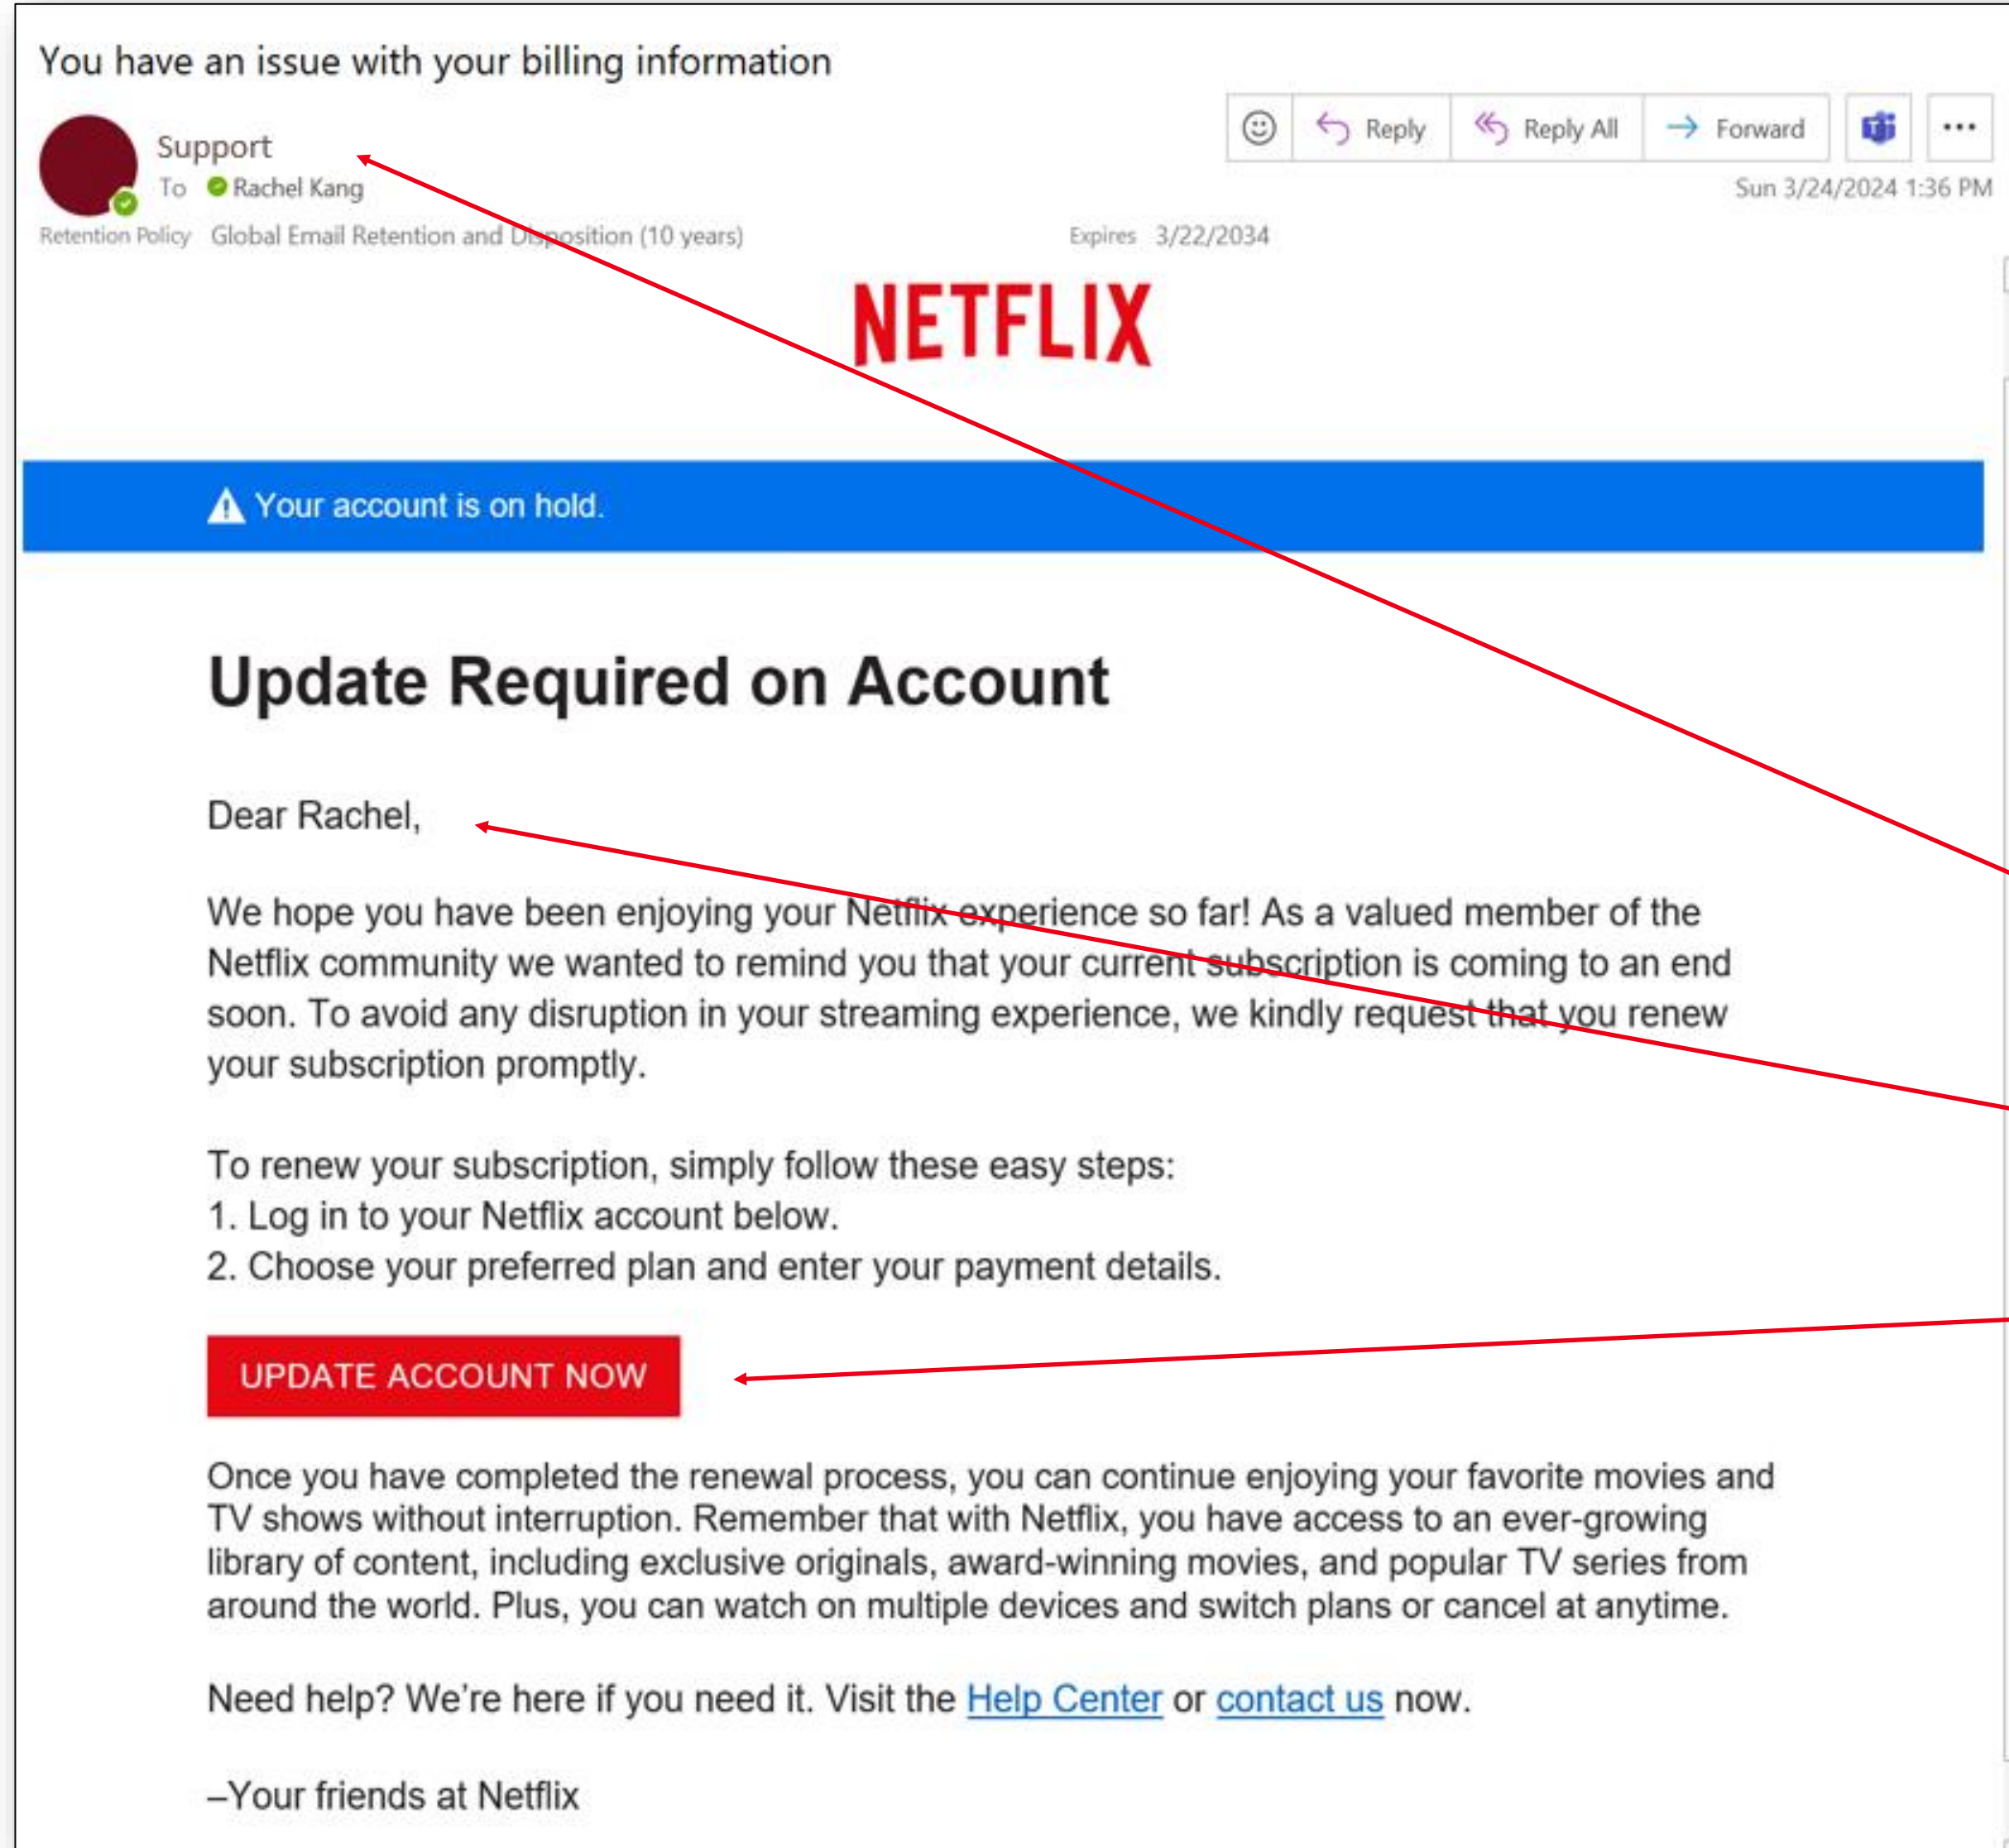 You have an issue with your billing information
Support
To Rachel Kang
Reply
Reply All
Forward
Sun 3/24/2024 1:36 PM
Retention Policy Global Email Retention and Disposition (10 years)
Expires 3/22/2034
NETFLIX
Your account is on hold.
Update Required on Account
Dear Rachel,
We hope you have been enjoying your Netflix experience so far! As a valued member of the
Netflix community we wanted to remind you that your current subscription is coming to an end
soon. To avoid any disruption in your streaming experience, we kindly request that you renew
your subscription promptly.
To renew your subscription, simply follow these easy steps:
1. Log in to your Netflix account below.
2. Choose your preferred plan and enter your payment details.
UPDATE ACCOUNT NOW
Once you have completed the renewal process, you can continue enjoying your favorite movies and
TV shows without interruption. Remember that with Netflix, you have access to an ever-growing
library of content, including exclusive originals, award-winning movies, and popular TV series from
around the world. Plus, you can watch on multiple devices and switch plans or cancel at anytime.
Need help? We're here if you need it. Visit the Help Center or contact us now.
–Your friends at Netflix